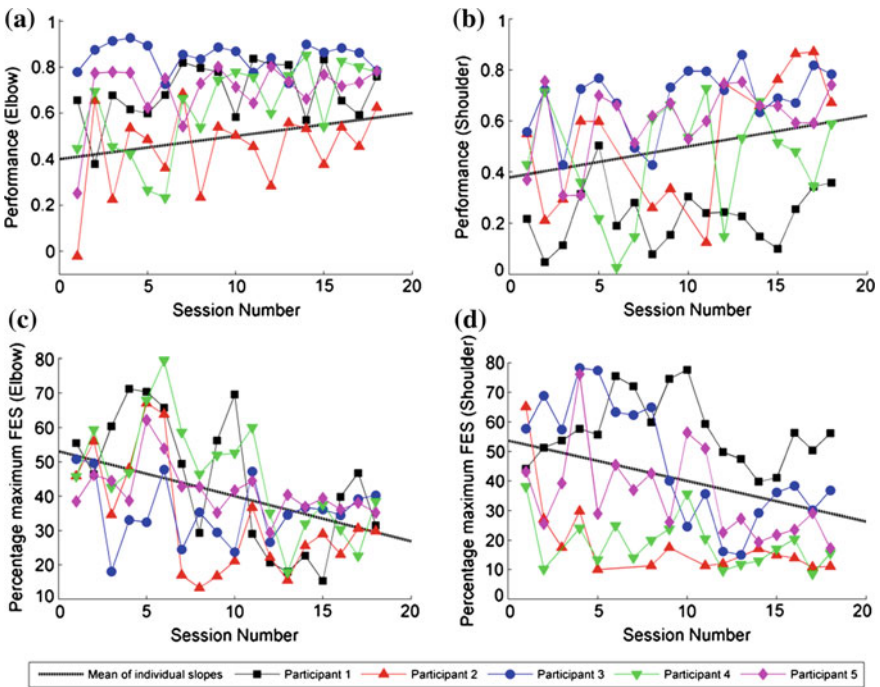 (a)
Performance (Elbow)
1
0.8
0.6
0.4
0.2
0
0 5 10 15 20
Session Number
(b)
Performance (Shoulder)
1
0.8
0.6
0.4
0.2
0
0 5 10 15 20
Session Number
(c)
Percentage maximum FES (Elbow)
80
70
60
50
40
30
20
10
0 5 10 15 20
Session Number
(d)
Percentage maximum FES (Shoulder)
80
70
60
50
40
30
20
10
0
0 5 10 15 20
Session Number
Mean of individual slopes Participant 1 Participant 2 Participant 3 Participant 4 Participant 5